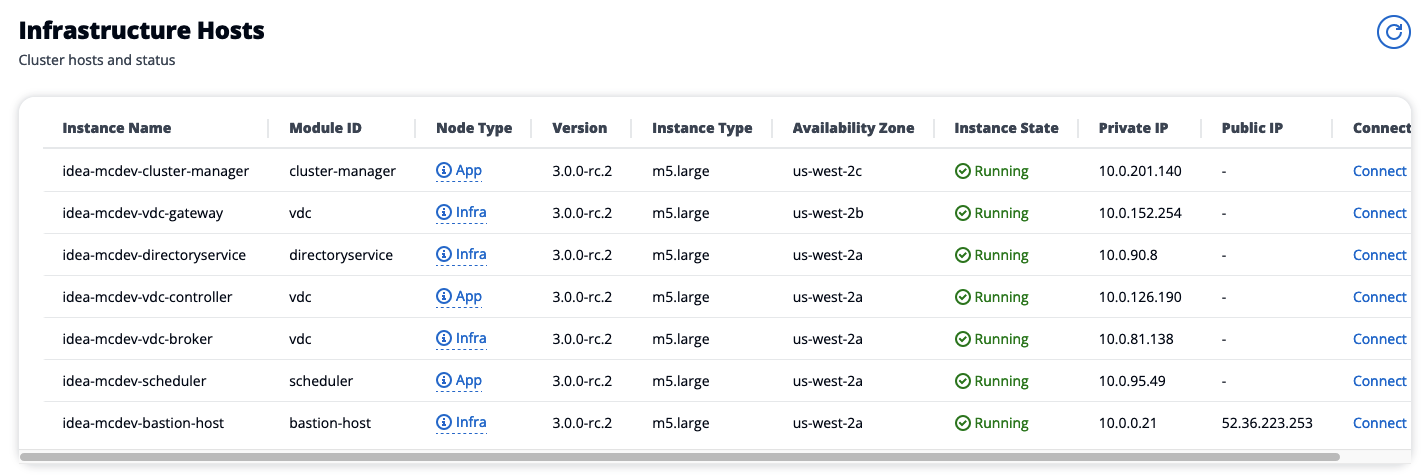 Infrastructure Hosts
Cluster hosts and status
Instance Name Module ID Node Type Version Instance Type Availability Zone Instance State Private IP Public IP Connect
idea-mcdev-cluster-manager cluster-manager App 3.0.0-rc.2 m5.large us-west-2c Running 10.0.201.140 - Connect
idea-mcdev-vdc-gateway vdc Infra 3.0.0-rc.2 m5.large us-west-2b Running 10.0.152.254 - Connect
idea-mcdev-directoryservice directoryservice Infra 3.0.0-rc.2 m5.large us-west-2a Running 10.0.90.8 - Connect
idea-mcdev-vdc-controller vdc App 3.0.0-rc.2 m5.large us-west-2a Running 10.0.126.190 - Connect
idea-mcdev-vdc-broker vdc Infra 3.0.0-rc.2 m5.large us-west-2a Running 10.0.81.138 - Connect
idea-mcdev-scheduler scheduler App 3.0.0-rc.2 m5.large us-west-2a Running 10.0.95.49 - Connect
idea-mcdev-bastion-host bastion-host Infra 3.0.0-rc.2 m5.large us-west-2a Running 10.0.0.21 52.36.223.253 Connect